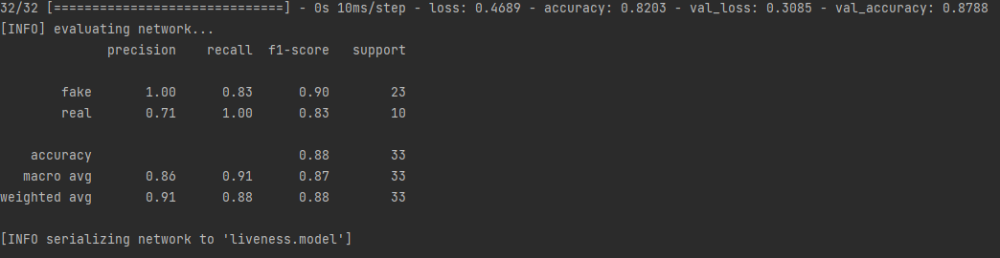 32/32 [==============================] - 0s 10ms/step - loss: 0.4689 - accuracy: 0.8203 - val_loss: 0.3085 - val_accuracy: 0.8788
[INFO] evaluating network...
              precision    recall  f1-score   support

        fake       1.00      0.83      0.90        23
        real       0.71      1.00      0.83        10

    accuracy                           0.88        33
   macro avg       0.86      0.91      0.87        33
weighted avg       0.91      0.88      0.88        33

[INFO serializing network to 'liveness.model']